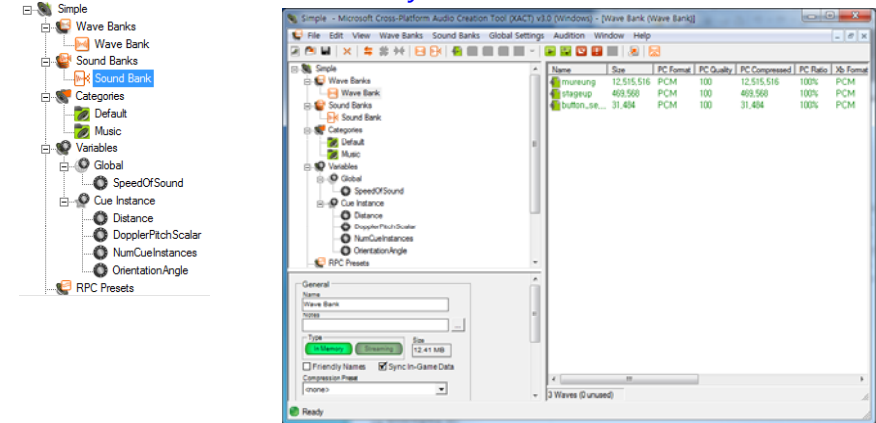 Simple
Wave Banks
Wave Bank
Sound Banks
Sound Bank
Categories
Default
Music
Variables
Global
SpeedOfSound
Cue Instance
Distance
DopplerPitchScalar
NumCueInstances
OrientationAngle
RPC Presets
Simple - Microsoft Cross-Platform Audio Creation Tool (XACT) v3.0 (Windows) - [Wave Bank (Wave Bank)]
File Edit View Wave Banks Sound Banks Global Settings Audition Window Help
Simple
Wave Banks
Wave Bank
Sound Banks
Sound Bank
Categories
Default
Music
Variables
Global
SpeedOfSound
Cue Instance
Distance
DopplerPitchScalar
NumCueInstances
OrientationAngle
RPC Presets
Name Size PC Format PC Quality PC Compressed PC Ratio Xb Format
mureung 12,515,516 PCM 100 12,515,516 100% PCM
stageup 469,568 PCM 100 469,568 100% PCM
button_se... 31,484 PCM 100 31,484 100% PCM
General
Name
Wave Bank
Notes
...
Type
In Memory Streaming
Size
12.41 MB
Friendly Names Sync In-Game Data
Compression Preset
<none>
3 Waves (0 unused)
Ready